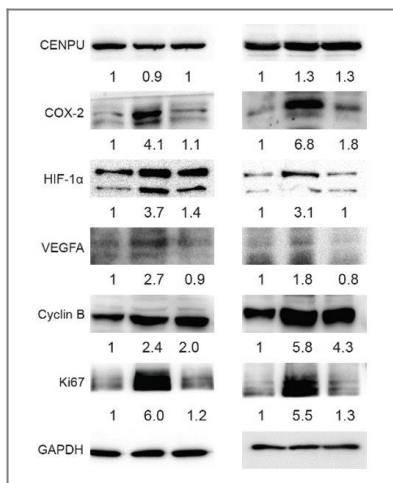 CENPU
1 0.9 1 1 1.3 1.3
COX-2
1 4.1 1.1 1 6.8 1.8
HIF-1α
1 3.7 1.4 1 3.1 1
VEGFA
1 2.7 0.9 1 1.8 0.8
Cyclin B
1 2.4 2.0 1 5.8 4.3
Ki67
1 6.0 1.2 1 5.5 1.3
GAPDH